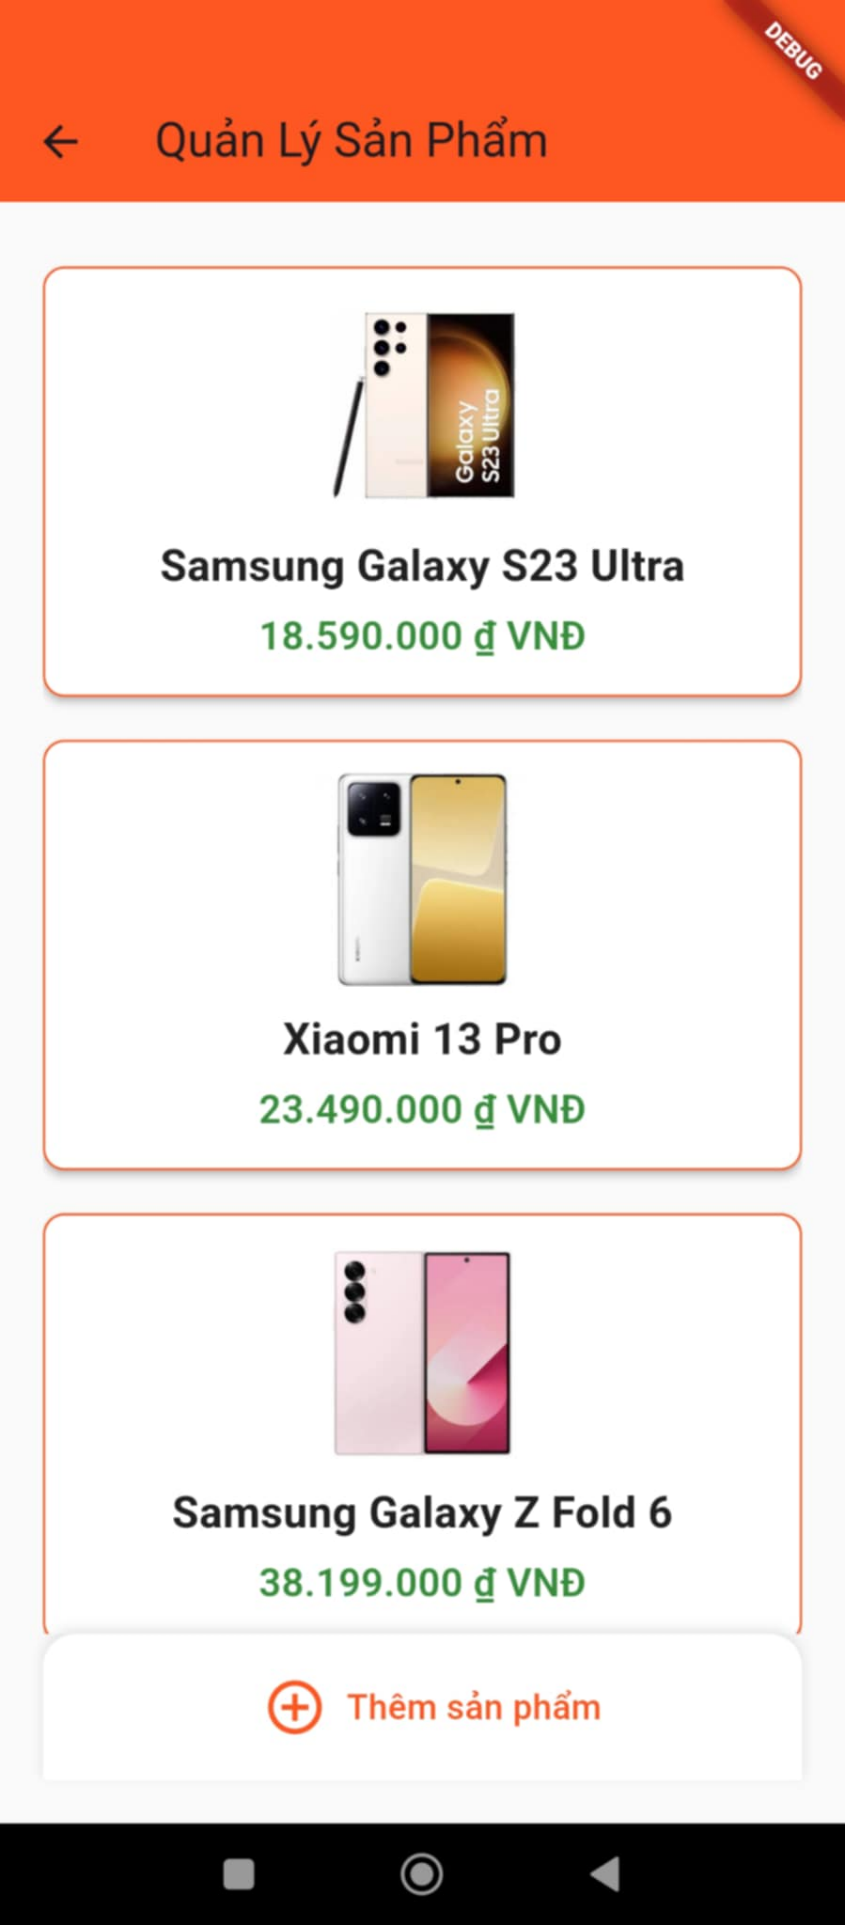 DEBUG
Quản Lý Sản Phẩm
Galaxy
S23 Ultra
Samsung Galaxy S23 Ultra
18.590.000 ₫ VNĐ
Xiaomi 13 Pro
23.490.000 ₫ VNĐ
Samsung Galaxy Z Fold 6
38.199.000 ₫ VNĐ
Thêm sản phẩm